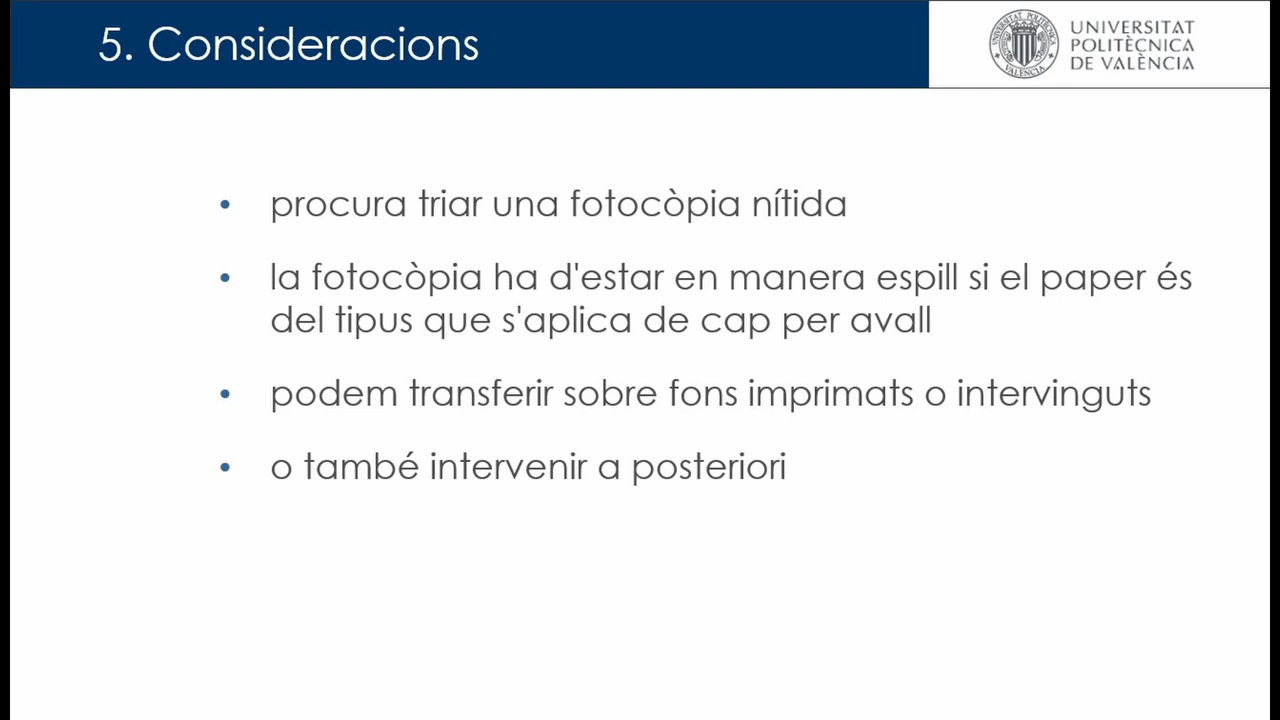 5. Consideracions
UNIVERSITAT
POLITÈCNICA
DE VALÈNCIA
• procura triar una fotocòpia nítida
• la fotocòpia ha d'estar en manera espill si el paper és
del tipus que s'aplica de cap per avall
• podem transferir sobre fons imprimats o intervinguts
• o també intervenir a posteriori